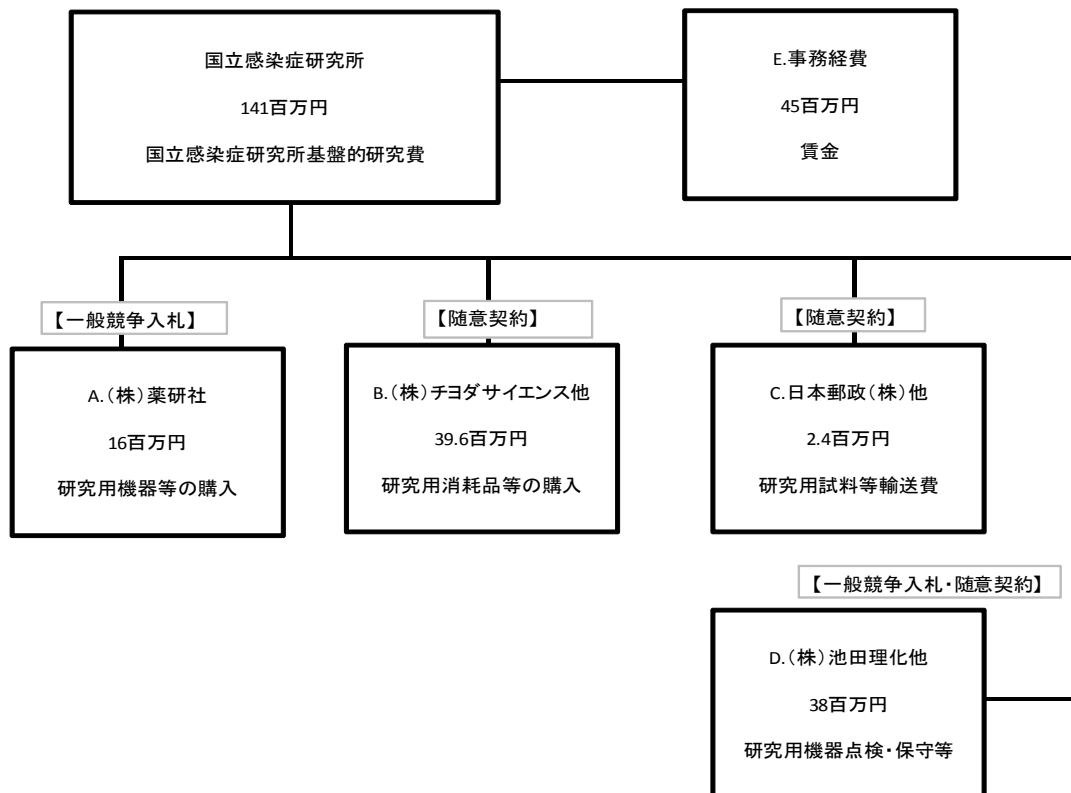 国立感染症研究所
141百万円
国立感染症研究所基盤的研究費
E.事務経費
45百万円
賃金
【一般競争入札】
A.(株)薬研社
16百万円
研究用機器等の購入
【随意契約】
B.(株)チヨダサイエンス他
39.6百万円
研究用消耗品等の購入
【随意契約】
C.日本郵政(株)他
2.4百万円
研究用試料等輸送費
【一般競争入札・随意契約】
D.(株)池田理化他
38百万円
研究用機器点検・保守等